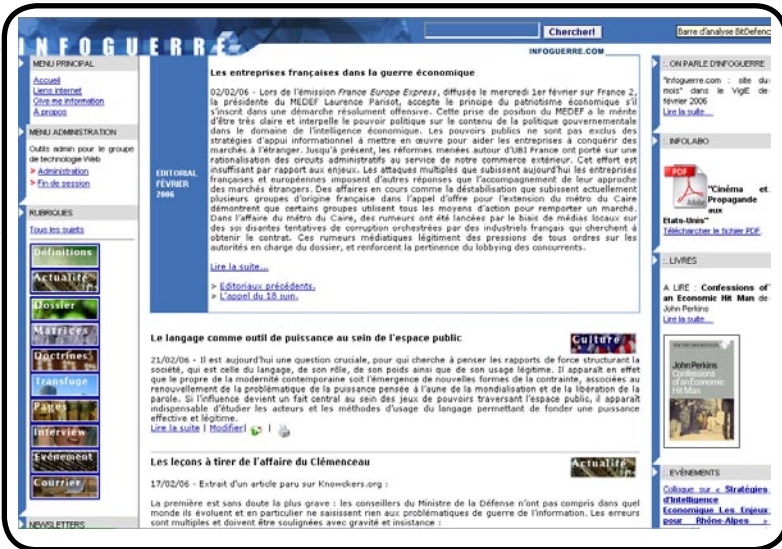 Chercher!
Barre d'analyse BitDefenc
INFOGUERRE
INFOGUERRE.COM
MENU PRINCIPAL
Accueil
Liens internet
Give me information
A propos
MENU ADMINISTRATION
Outils admin pour le groupe
de technologie Web
> Administration
> Fin de session
RUBRIQUES
Tous les sujets
Définitions
Actualité
Dossier
Matrices
Doctrines
Transfuge
Pages
Interview
Evénement
Courrier
NEWSLETTERS
EDITORIAL
FÉVRIER
2006
Les entreprises françaises dans la guerre économique
02/02/06 - Lors de l'émission France Europe Express, diffusée le mercredi 1er février sur France 2,
la présidente du MEDEF Laurence Parisot, accepte le principe du patriotisme économique s'il
s'inscrit dans une démarche résolument offensive. Cette prise de position du MEDEF a le mérite
d'être très claire et interpelle le pouvoir politique sur le contenu de la politique gouvernementale
dans le domaine de l'intelligence économique. Les pouvoirs publics ne sont pas exclus des
stratégies d'appui informationnel à mettre en œuvre pour aider les entreprises à conquérir des
marchés à l'étranger. Jusqu'à présent, les réformes menées autour d'UBI France ont porté sur une
rationalisation des circuits administratifs au service de notre commerce extérieur. Cet effort est
insuffisant par rapport aux enjeux. Les attaques multiples que subissent aujourd'hui les entreprises
françaises et européennes imposent d'autres réponses que l'accompagnement de leur approche
des marchés étrangers. Des affaires en cours comme la déstabilisation que subissent actuellement
plusieurs groupes d'origine française dans l'appel d'offre pour l'extension du métro du Caire
démontrent que certains groupes utilisent tous les moyens d'action pour remporter un marché.
Dans l'affaire du métro du Caire, des rumeurs ont été lancées par le biais de médias locaux sur
des soi disantes tentatives de corruption orchestrées par des industriels français qui cherchent à
obtenir le contrat. Ces rumeurs médiatiques légitiment des pressions de tous ordres sur les
autorités en charge du dossier, et renforcent la pertinence du lobbying des concurrents.
Lire la suite...
> Editoriaux précédents.
> L'appel du 18 juin.
Le langage comme outil de puissance au sein de l'espace public
Culture
21/02/06 - Il est aujourd'hui une question cruciale, pour qui cherche à penser les rapports de force structurant la
société, qui est celle du langage, de son rôle, de son poids ainsi que de son usage légitime. Il apparaît en effet
que le propre de la modernité contemporaine soit l'émergence de nouvelles formes de la contrainte, associées au
renouvellement de la problématique de la puissance pensée à l'aune de la mondialisation et de la libération de la
parole. Si l'influence devient un fait central au sein des jeux de pouvoirs traversant l'espace public, il apparaît
indispensable d'étudier les acteurs et les méthodes d'usage du langage permettant de fonder une puissance
effective et légitime.
Lire la suite | Modifier | |
Les leçons à tirer de l'affaire du Clémenceau
Actualité
17/02/06 - Extrait d'un article paru sur Knowckers.org :
La première est sans doute la plus grave : les conseillers du Ministre de la Défense n'ont pas compris dans quel
monde ils évoluent et en particulier ne saisissent rien aux problématiques de guerre de l'information. Les erreurs
sont multiples et doivent être soulignées avec gravité et insistance :
:. ON PARLE D'INFOGUERRE
"Infoguerre.com : site du
mois" dans le VigIE de
février 2006
Lire la suite...
:. INFOLABO
PDF
Adobe
"Cinéma et
Propagande
aux
Etats-Unis"
Télécharcher le fichier PDF.
:. LIVRES
A LIRE : Confessions of
an Economic Hit Man de
John Perkins
Lire la suite...
John Perkins
Confessions
of an Economic
Hit Man
:. EVÈNEMENTS
Colloque sur « Stratégies
d'Intelligence
Economique Les Enjeux
pour Rhône-Alpes »